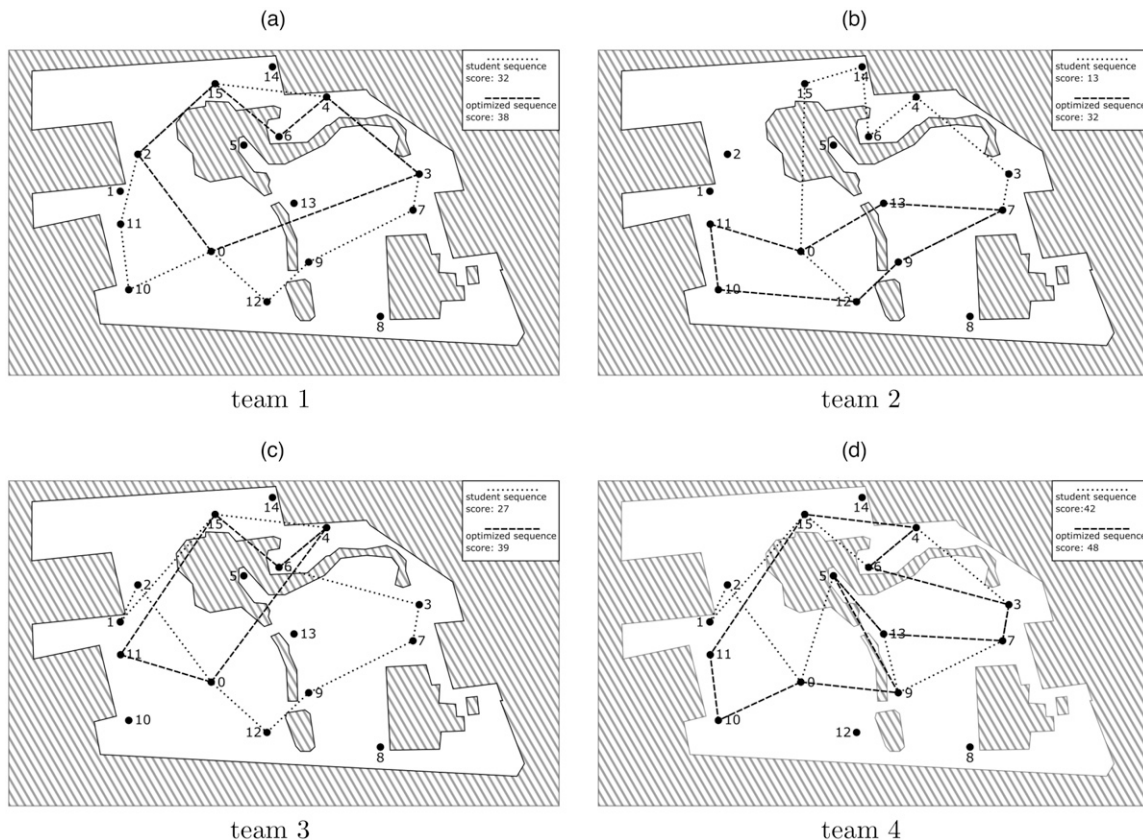 (a)
student sequence
score: 32
optimized sequence
score: 38
14
15
4
6
5
2
3
1
13
7
11
0
9
10
12
8
team 1
(b)
student sequence
score: 13
optimized sequence
score: 32
14
15
4
6
5
2
3
1
13
7
11
0
9
10
12
8
team 2
(c)
student sequence
score: 27
optimized sequence
score: 39
14
15
4
6
5
2
3
1
13
7
11
0
9
10
12
8
team 3
(d)
student sequence
score:42
optimized sequence
score: 48
14
15
4
6
5
2
3
1
13
7
11
0
9
10
12
8
team 4